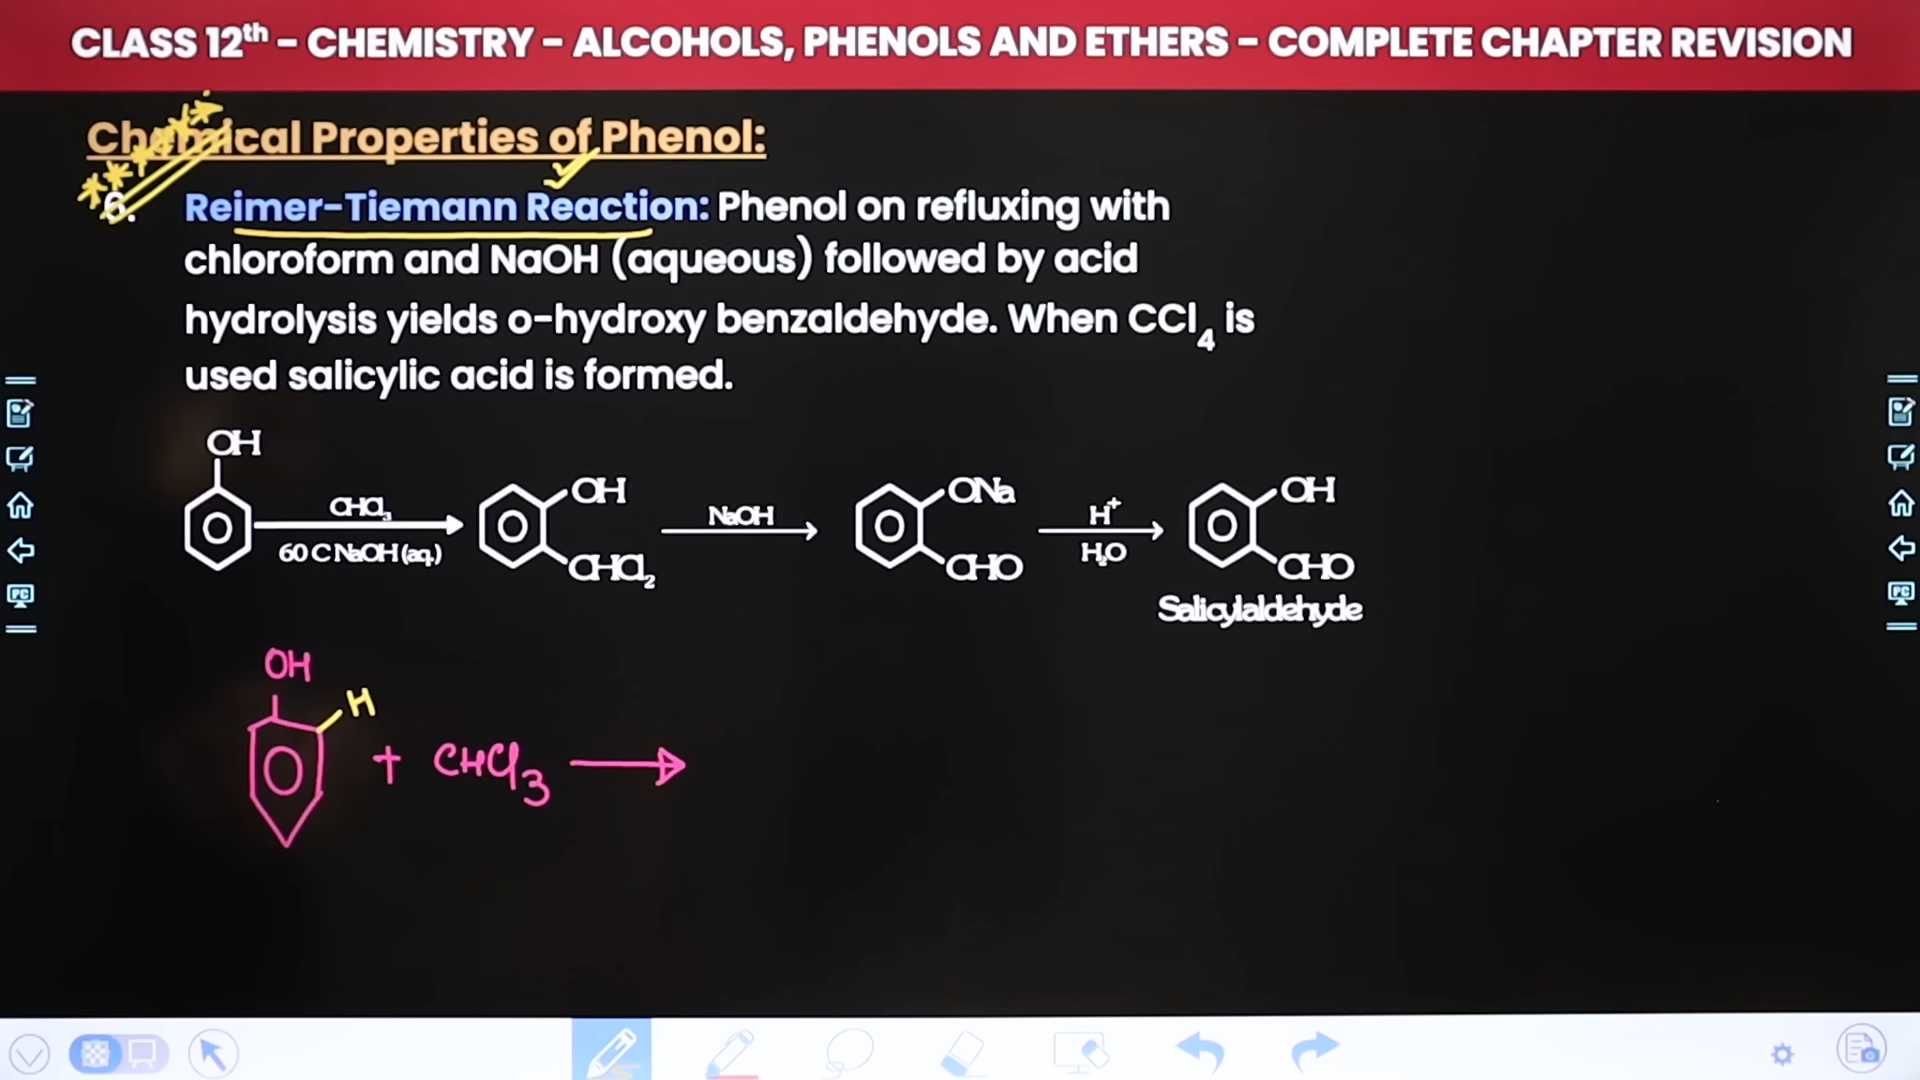 CLASS 12th – CHEMISTRY – ALCOHOLS, PHENOLS AND ETHERS – COMPLETE CHAPTER REVISION
Chemical Properties of Phenol:
6. Reimer-Tiemann Reaction: Phenol on refluxing with
chloroform and NaOH (aqueous) followed by acid
hydrolysis yields o-hydroxy benzaldehyde. When CCl4 is
used salicylic acid is formed.
OH
CHCl3
60 C NaOH (aq.)
OH
CHCl2
NaOH
ONa
CHO
H+
H2O
OH
CHO
Salicylaldehyde
OH
H
+ CHCl3
PC
PC